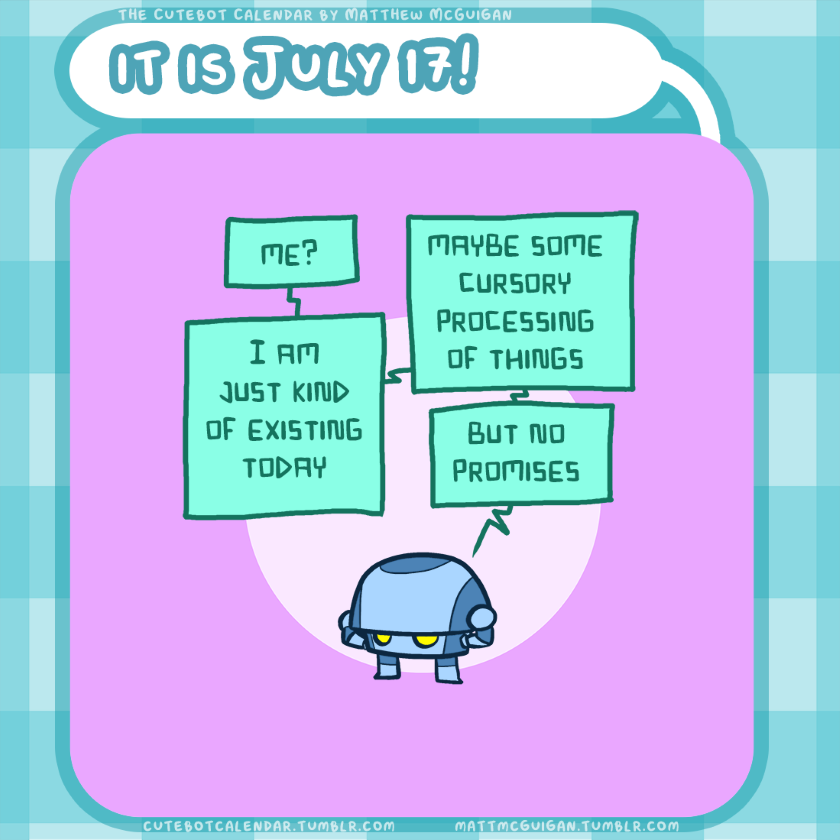 THE CUTEBOT CALENDAR BY MATTHEW MCGUIGAN
IT IS JULY 17!
ME?
I AM
JUST KIND
OF EXISTING
TODAY
MAYBE SOME
CURSORY
PROCESSING
OF THINGS
BUT NO
PROMISES
CUTEBOTCALENDAR.TUMBLR.COM
MATTMCGUIGAN.TUMBLR.COM